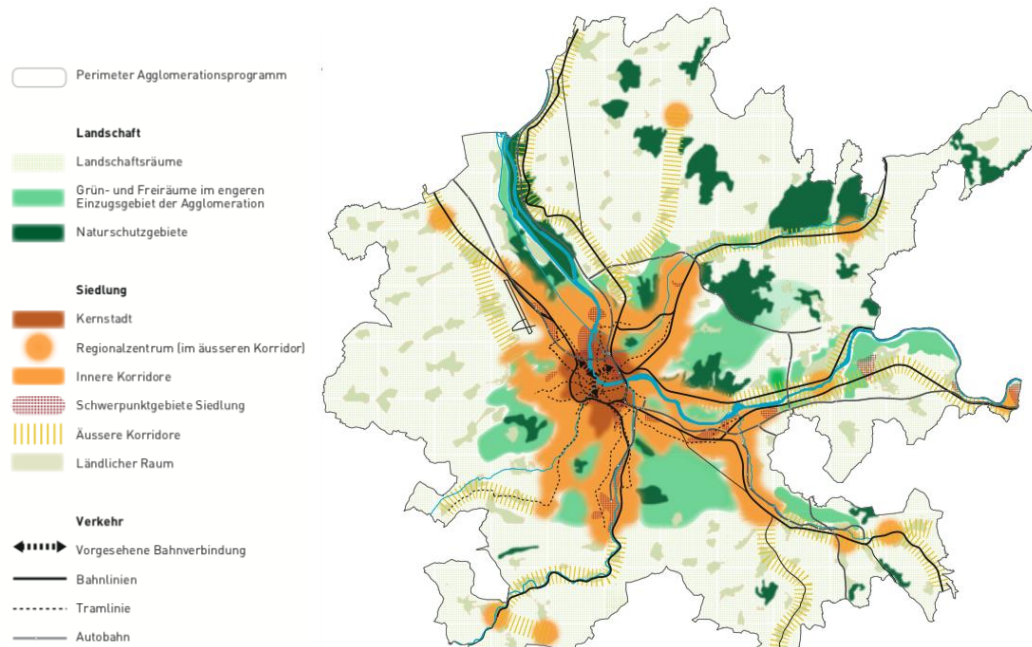 Perimeter Agglomerationsprogramm
Landschaft
Landschaftsräume
Grün- und Freiräume im engeren
Einzugsgebiet der Agglomeration
Naturschutzgebiete
Siedlung
Kernstadt
Regionalzentrum (im äusseren Korridor)
Innere Korridore
Schwerpunktgebiete Siedlung
Äussere Korridore
Ländlicher Raum
Verkehr
Vorgesehene Bahnverbindung
Bahnlinien
Tramlinie
Autobahn